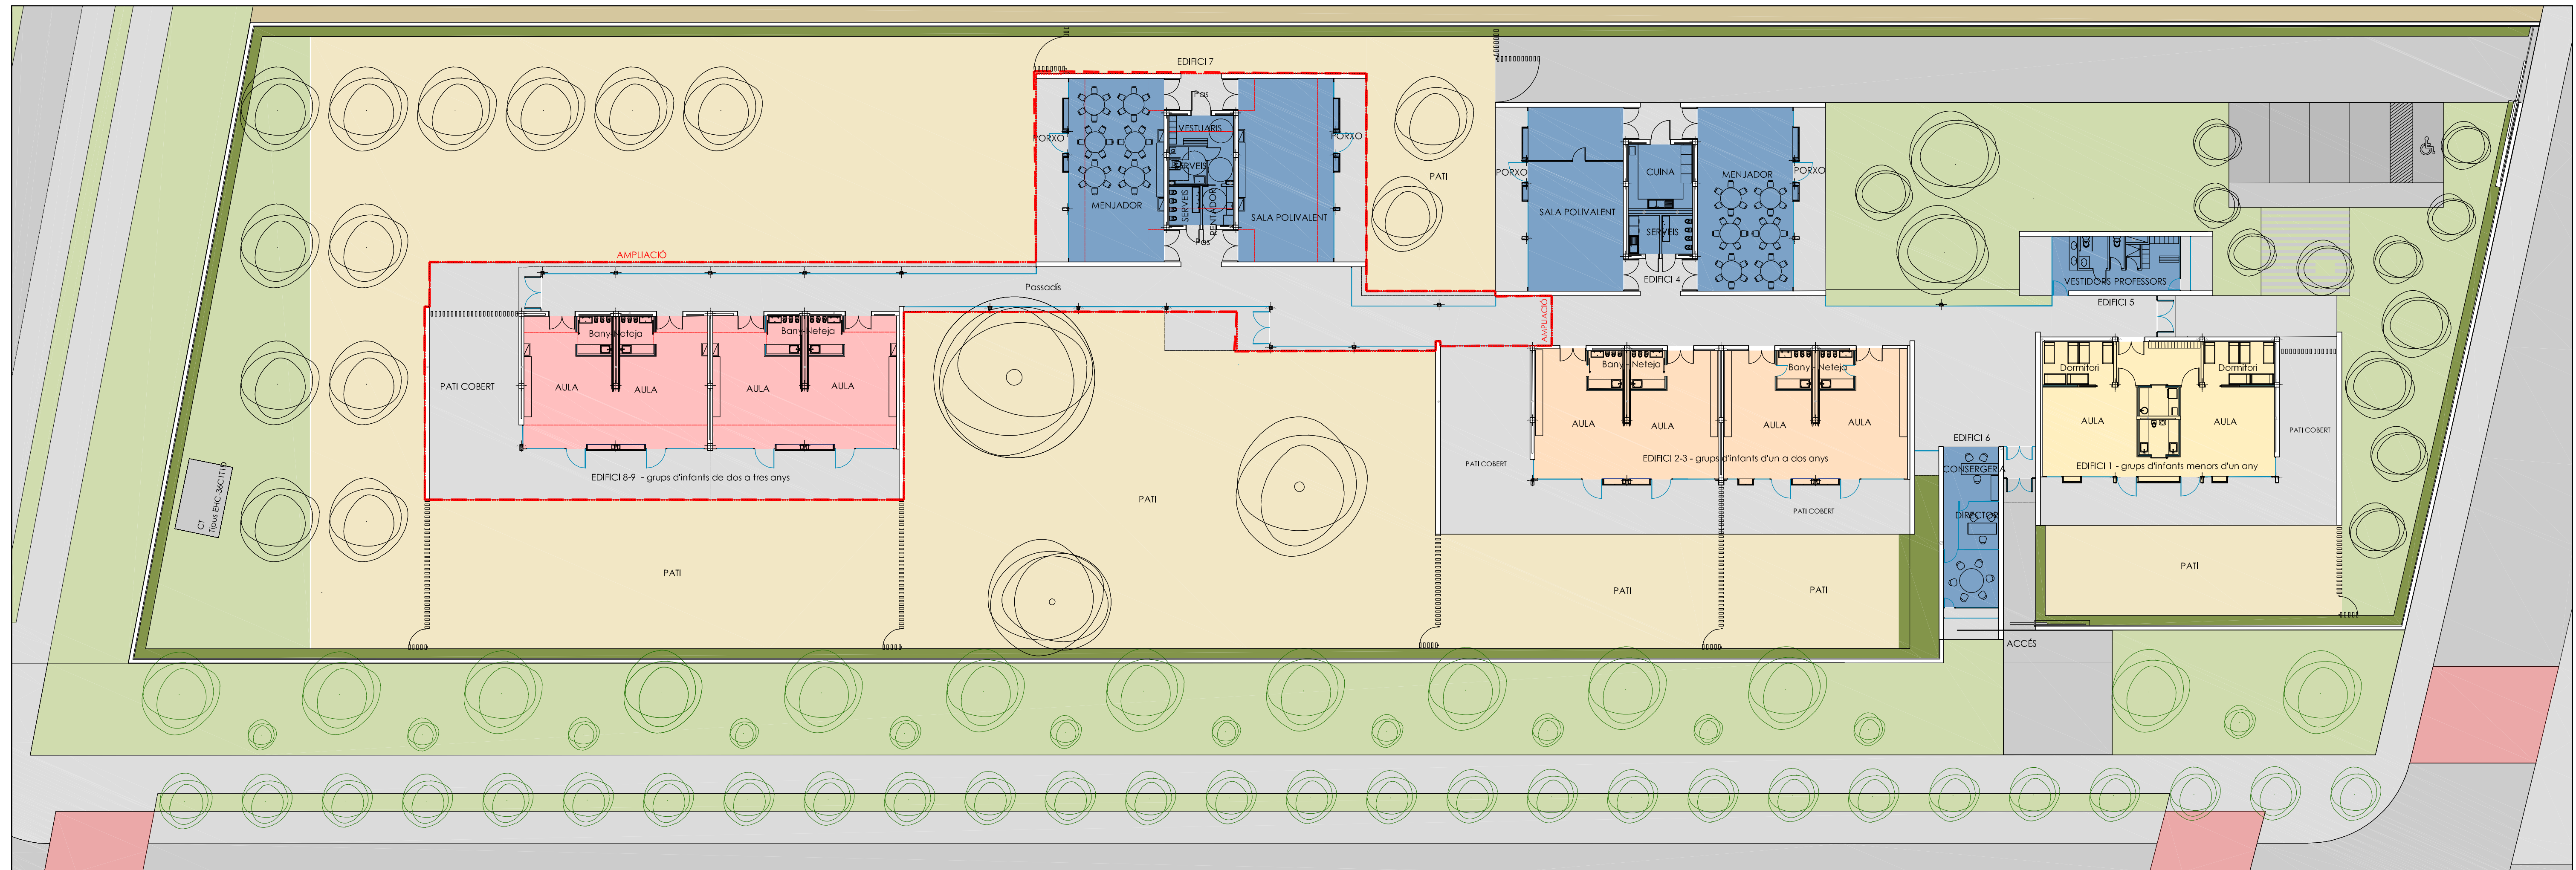 EDIFICI 7
Pas
VESTUARIS
PORXO
SERVEIS
PORXO
MENJADOR
SERVEIS
RENTADOR
SALA POLIVALENT
Pas
PATI
PORXO
CUINA
MENJADOR
PORXO
SALA POLIVALENT
SERVEIS
EDIFICI 4
VESTIDORS PROFESSORS
EDIFICI 5
AMPLIACIÓ
Passadís
AMPLIACIÓ
Bany-Neteja
Bany-Neteja
PATI COBERT
AULA
AULA
AULA
AULA
EDIFICI 8-9 - grups d'infants de dos a tres anys
Bany-Neteja
Bany-Neteja
AULA
AULA
AULA
AULA
EDIFICI 2-3 - grups d'infants d'un a dos anys
PATI COBERT
PATI COBERT
Dormitori
Dormitori
AULA
AULA
PATI COBERT
EDIFICI 1 - grups d'infants menors d'un any
EDIFICI 6
CONSERGERIA
DIRECTOR
CT
Tipus EHC-36C1T1D
PATI
PATI
PATI
PATI
PATI
ACCÉS